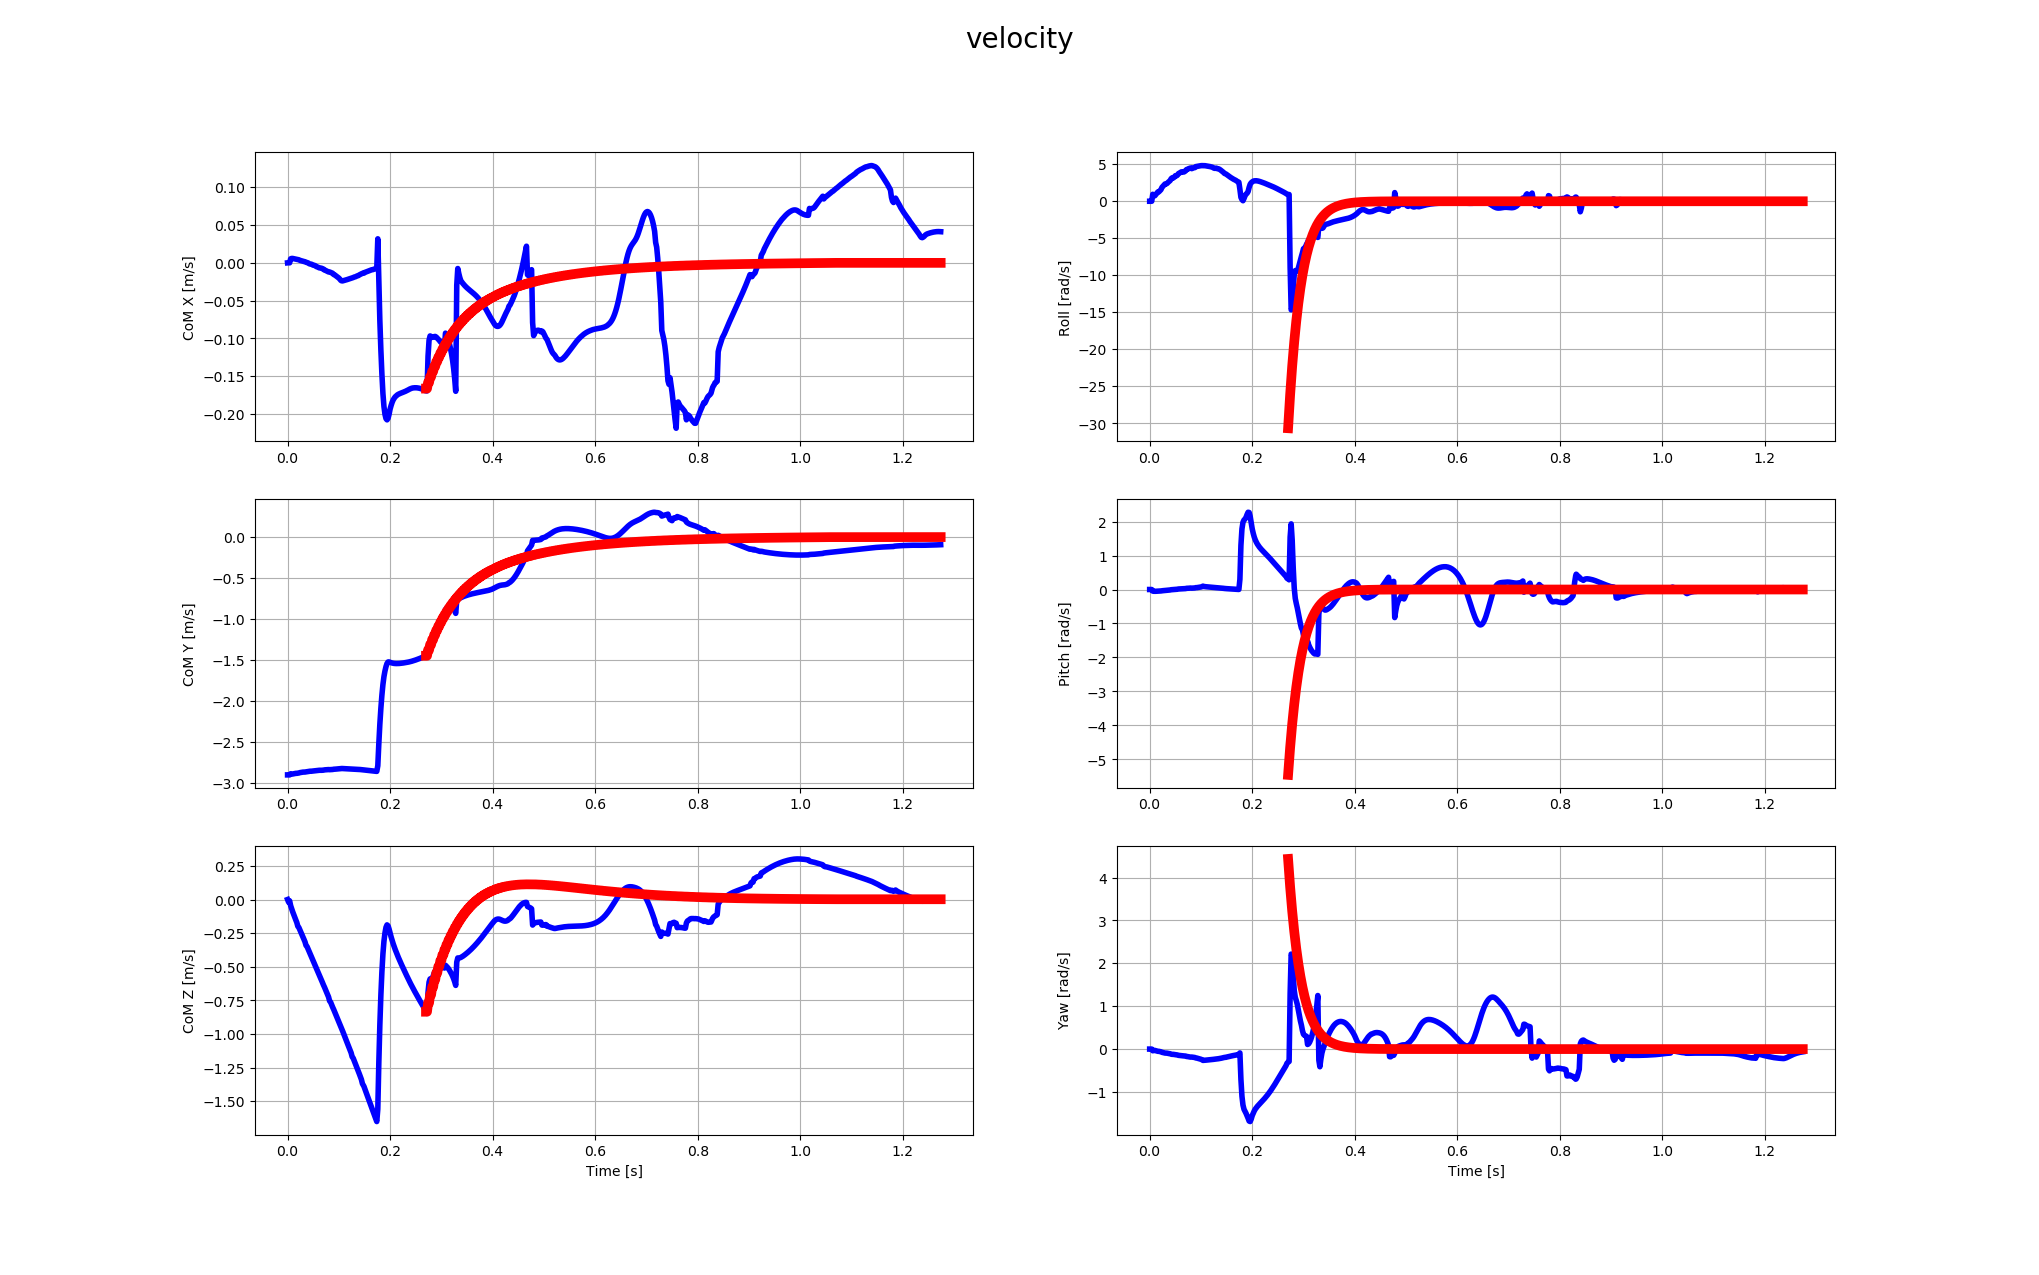 velocity
CoM X [m/s]
0.10
0.05
0.00
−0.05
−0.10
−0.15
−0.20
0.0 0.2 0.4 0.6 0.8 1.0 1.2
Roll [rad/s]
5
0
−5
−10
−15
−20
−25
−30
0.0 0.2 0.4 0.6 0.8 1.0 1.2
CoM Y [m/s]
0.0
−0.5
−1.0
−1.5
−2.0
−2.5
−3.0
0.0 0.2 0.4 0.6 0.8 1.0 1.2
Pitch [rad/s]
2
1
0
−1
−2
−3
−4
−5
0.0 0.2 0.4 0.6 0.8 1.0 1.2
CoM Z [m/s]
0.25
0.00
−0.25
−0.50
−0.75
−1.00
−1.25
−1.50
0.0 0.2 0.4 0.6 0.8 1.0 1.2
Time [s]
Yaw [rad/s]
4
3
2
1
0
−1
0.0 0.2 0.4 0.6 0.8 1.0 1.2
Time [s]